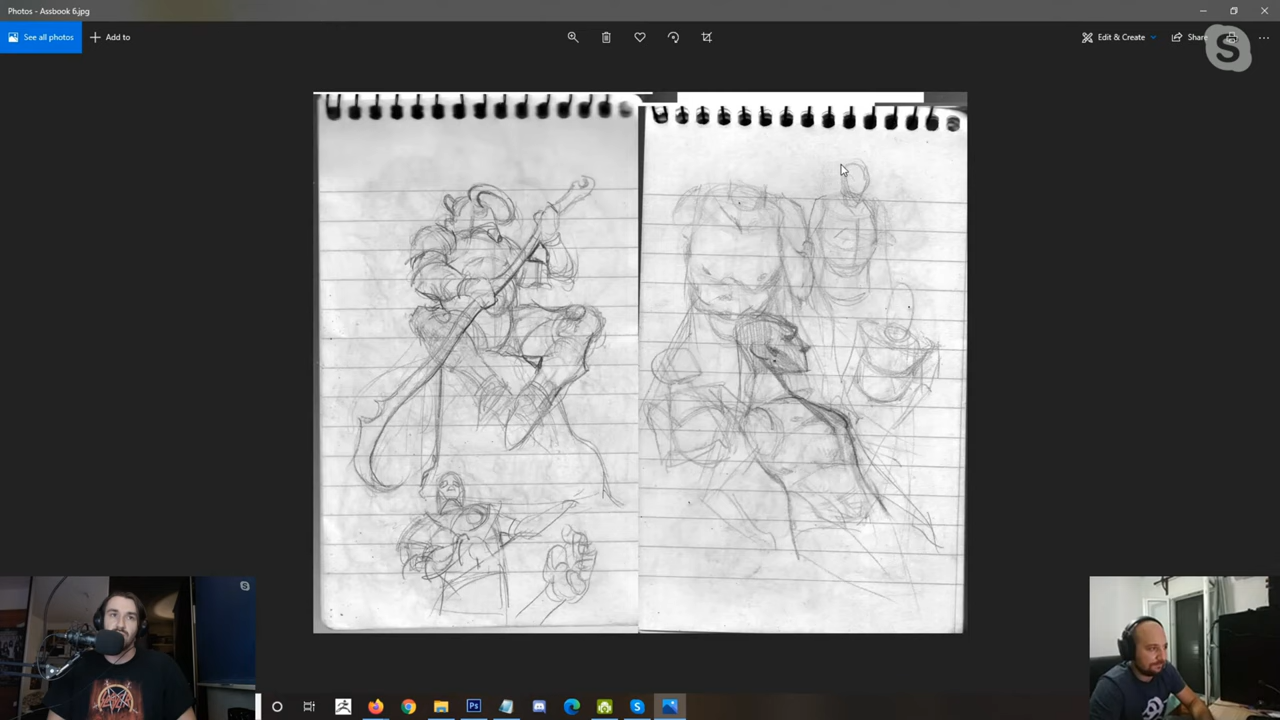 Photos - Assbook 6.jpg
See all photos
Add to
Edit & Create
Share